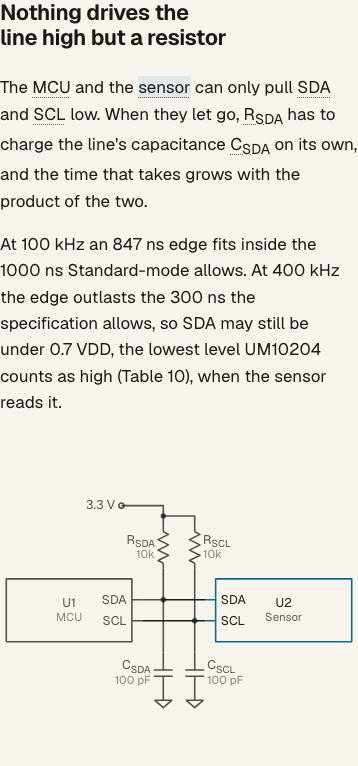 Nothing drives the
line high but a resistor
The MCU and the sensor can only pull SDA
and SCL low. When they let go, RSDA has to
charge the line's capacitance CSDA on its own,
and the time that takes grows with the
product of the two.
At 100 kHz an 847 ns edge fits inside the
1000 ns Standard-mode allows. At 400 kHz
the edge outlasts the 300 ns the
specification allows, so SDA may still be
under 0.7 VDD, the lowest level UM10204
counts as high (Table 10), when the sensor
reads it.
3.3 V
RSDA
10k
RSCL
10k
U1
MCU
SDA
SCL
SDA
SCL
U2
Sensor
CSDA
100 pF
CSCL
100 pF